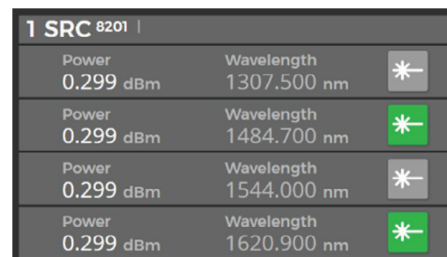 1 SRC 8201
Power Wavelength
0.299 dBm 1307.500 nm
Power Wavelength
0.299 dBm 1484.700 nm
Power Wavelength
0.299 dBm 1544.000 nm
Power Wavelength
0.299 dBm 1620.900 nm